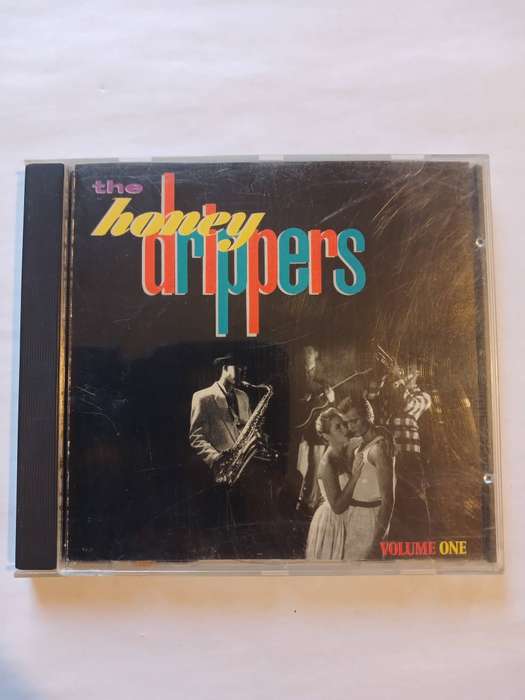 the
honey
drippers
VOLUME ONE